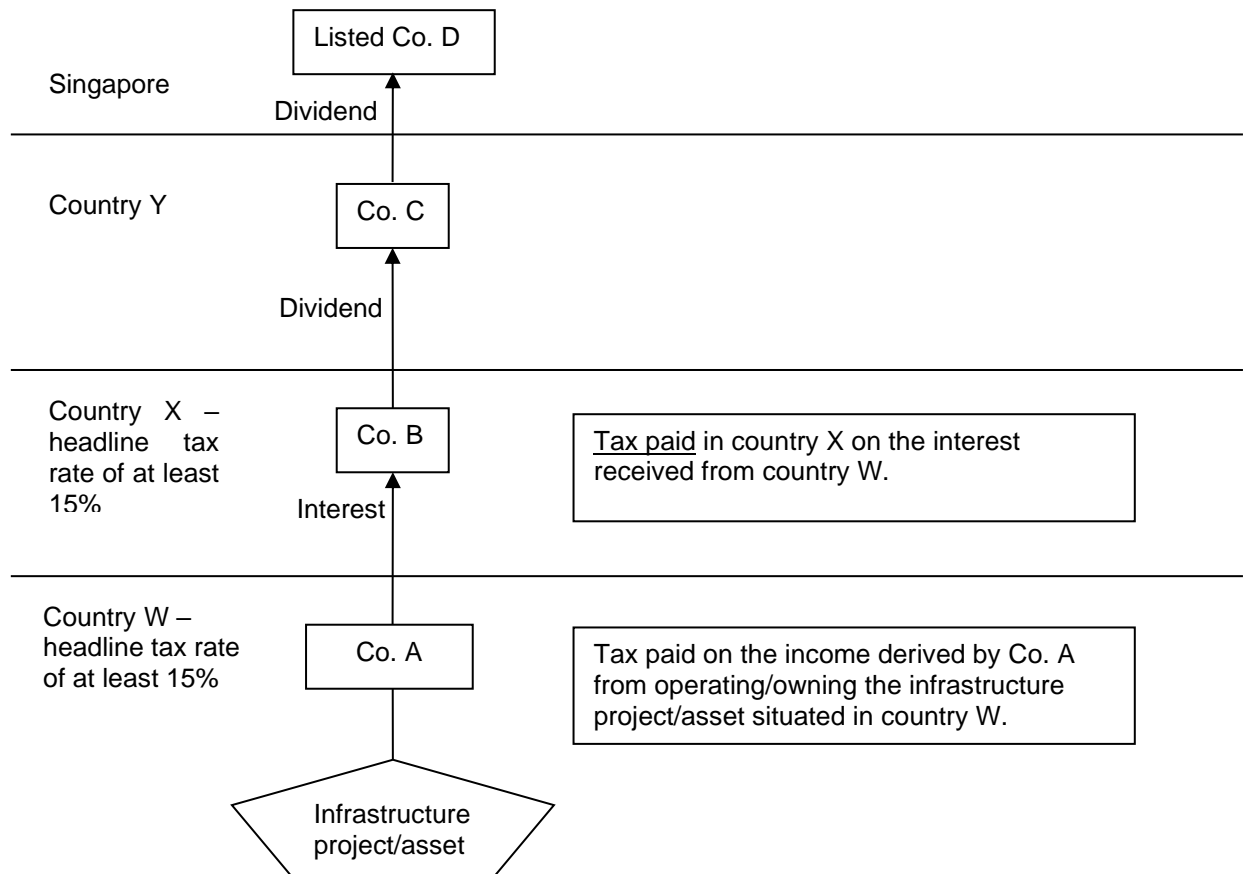 Listed Co. D
Singapore
Dividend
Country Y
Co. C
Dividend
Country X –
headline tax
rate of at least
15%
Co. B
Tax paid in country X on the interest
received from country W.
Interest
Country W –
headline tax rate
of at least 15%
Co. A
Tax paid on the income derived by Co. A
from operating/owning the infrastructure
project/asset situated in country W.
Infrastructure
project/asset